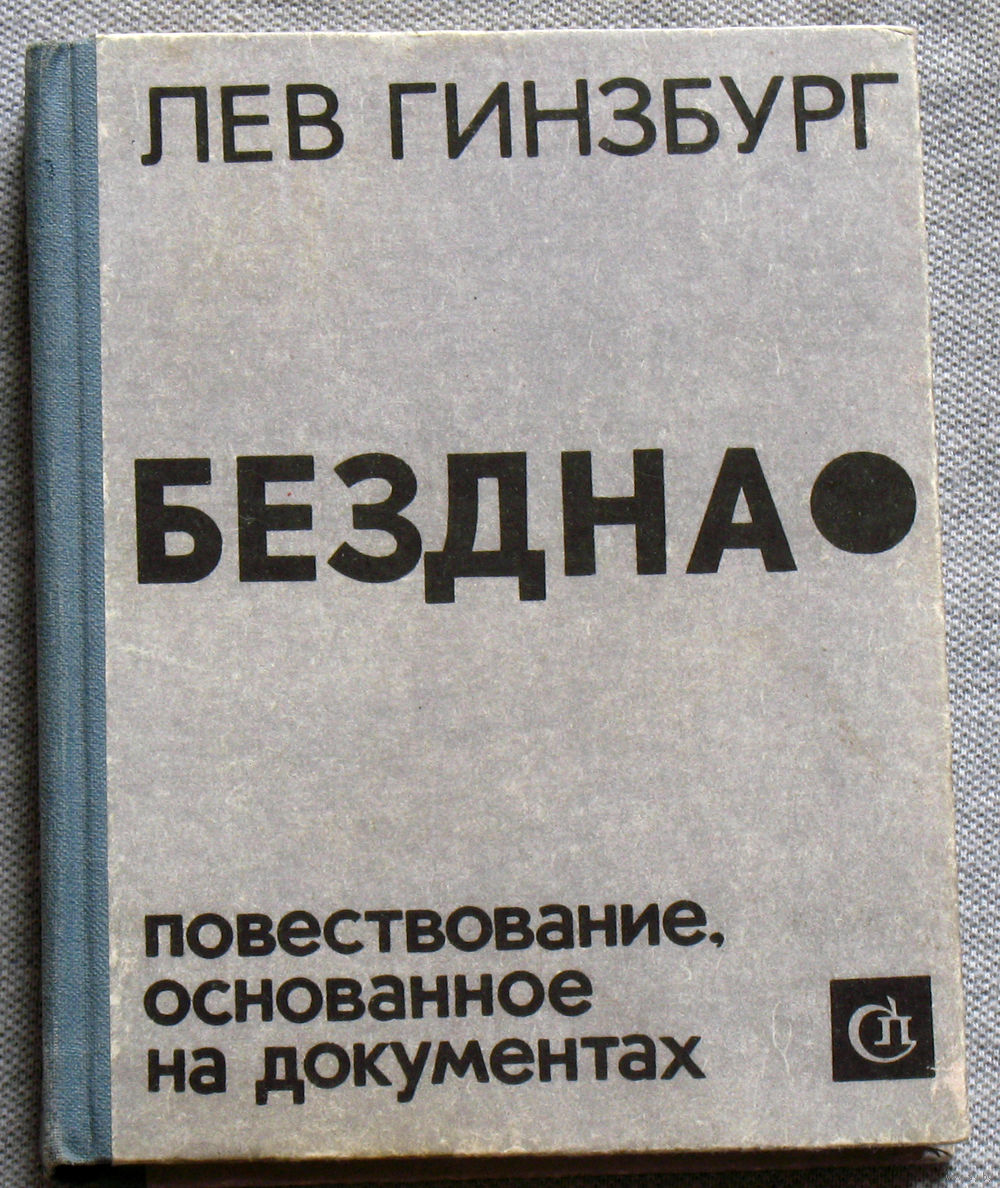 ЛЕВ ГИНЗБУРГ
БЕЗДНА
повествование,
основанное
на документах